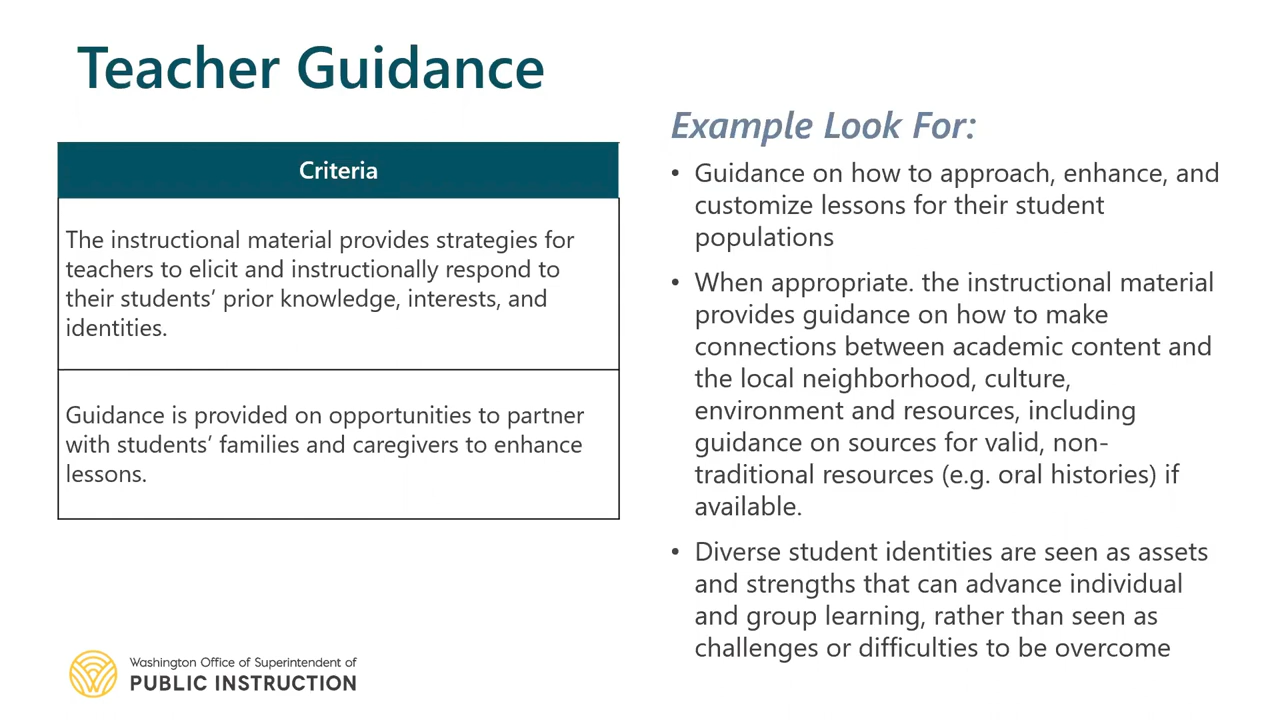 Teacher Guidance
Criteria
The instructional material provides strategies for
teachers to elicit and instructionally respond to
their students’ prior knowledge, interests, and
identities.
Guidance is provided on opportunities to partner
with students’ families and caregivers to enhance
lessons.
Example Look For:
• Guidance on how to approach, enhance, and
customize lessons for their student
populations
• When appropriate. the instructional material
provides guidance on how to make
connections between academic content and
the local neighborhood, culture,
environment and resources, including
guidance on sources for valid, non-
traditional resources (e.g. oral histories) if
available.
• Diverse student identities are seen as assets
and strengths that can advance individual
and group learning, rather than seen as
challenges or difficulties to be overcome
Washington Office of Superintendent of
PUBLIC INSTRUCTION